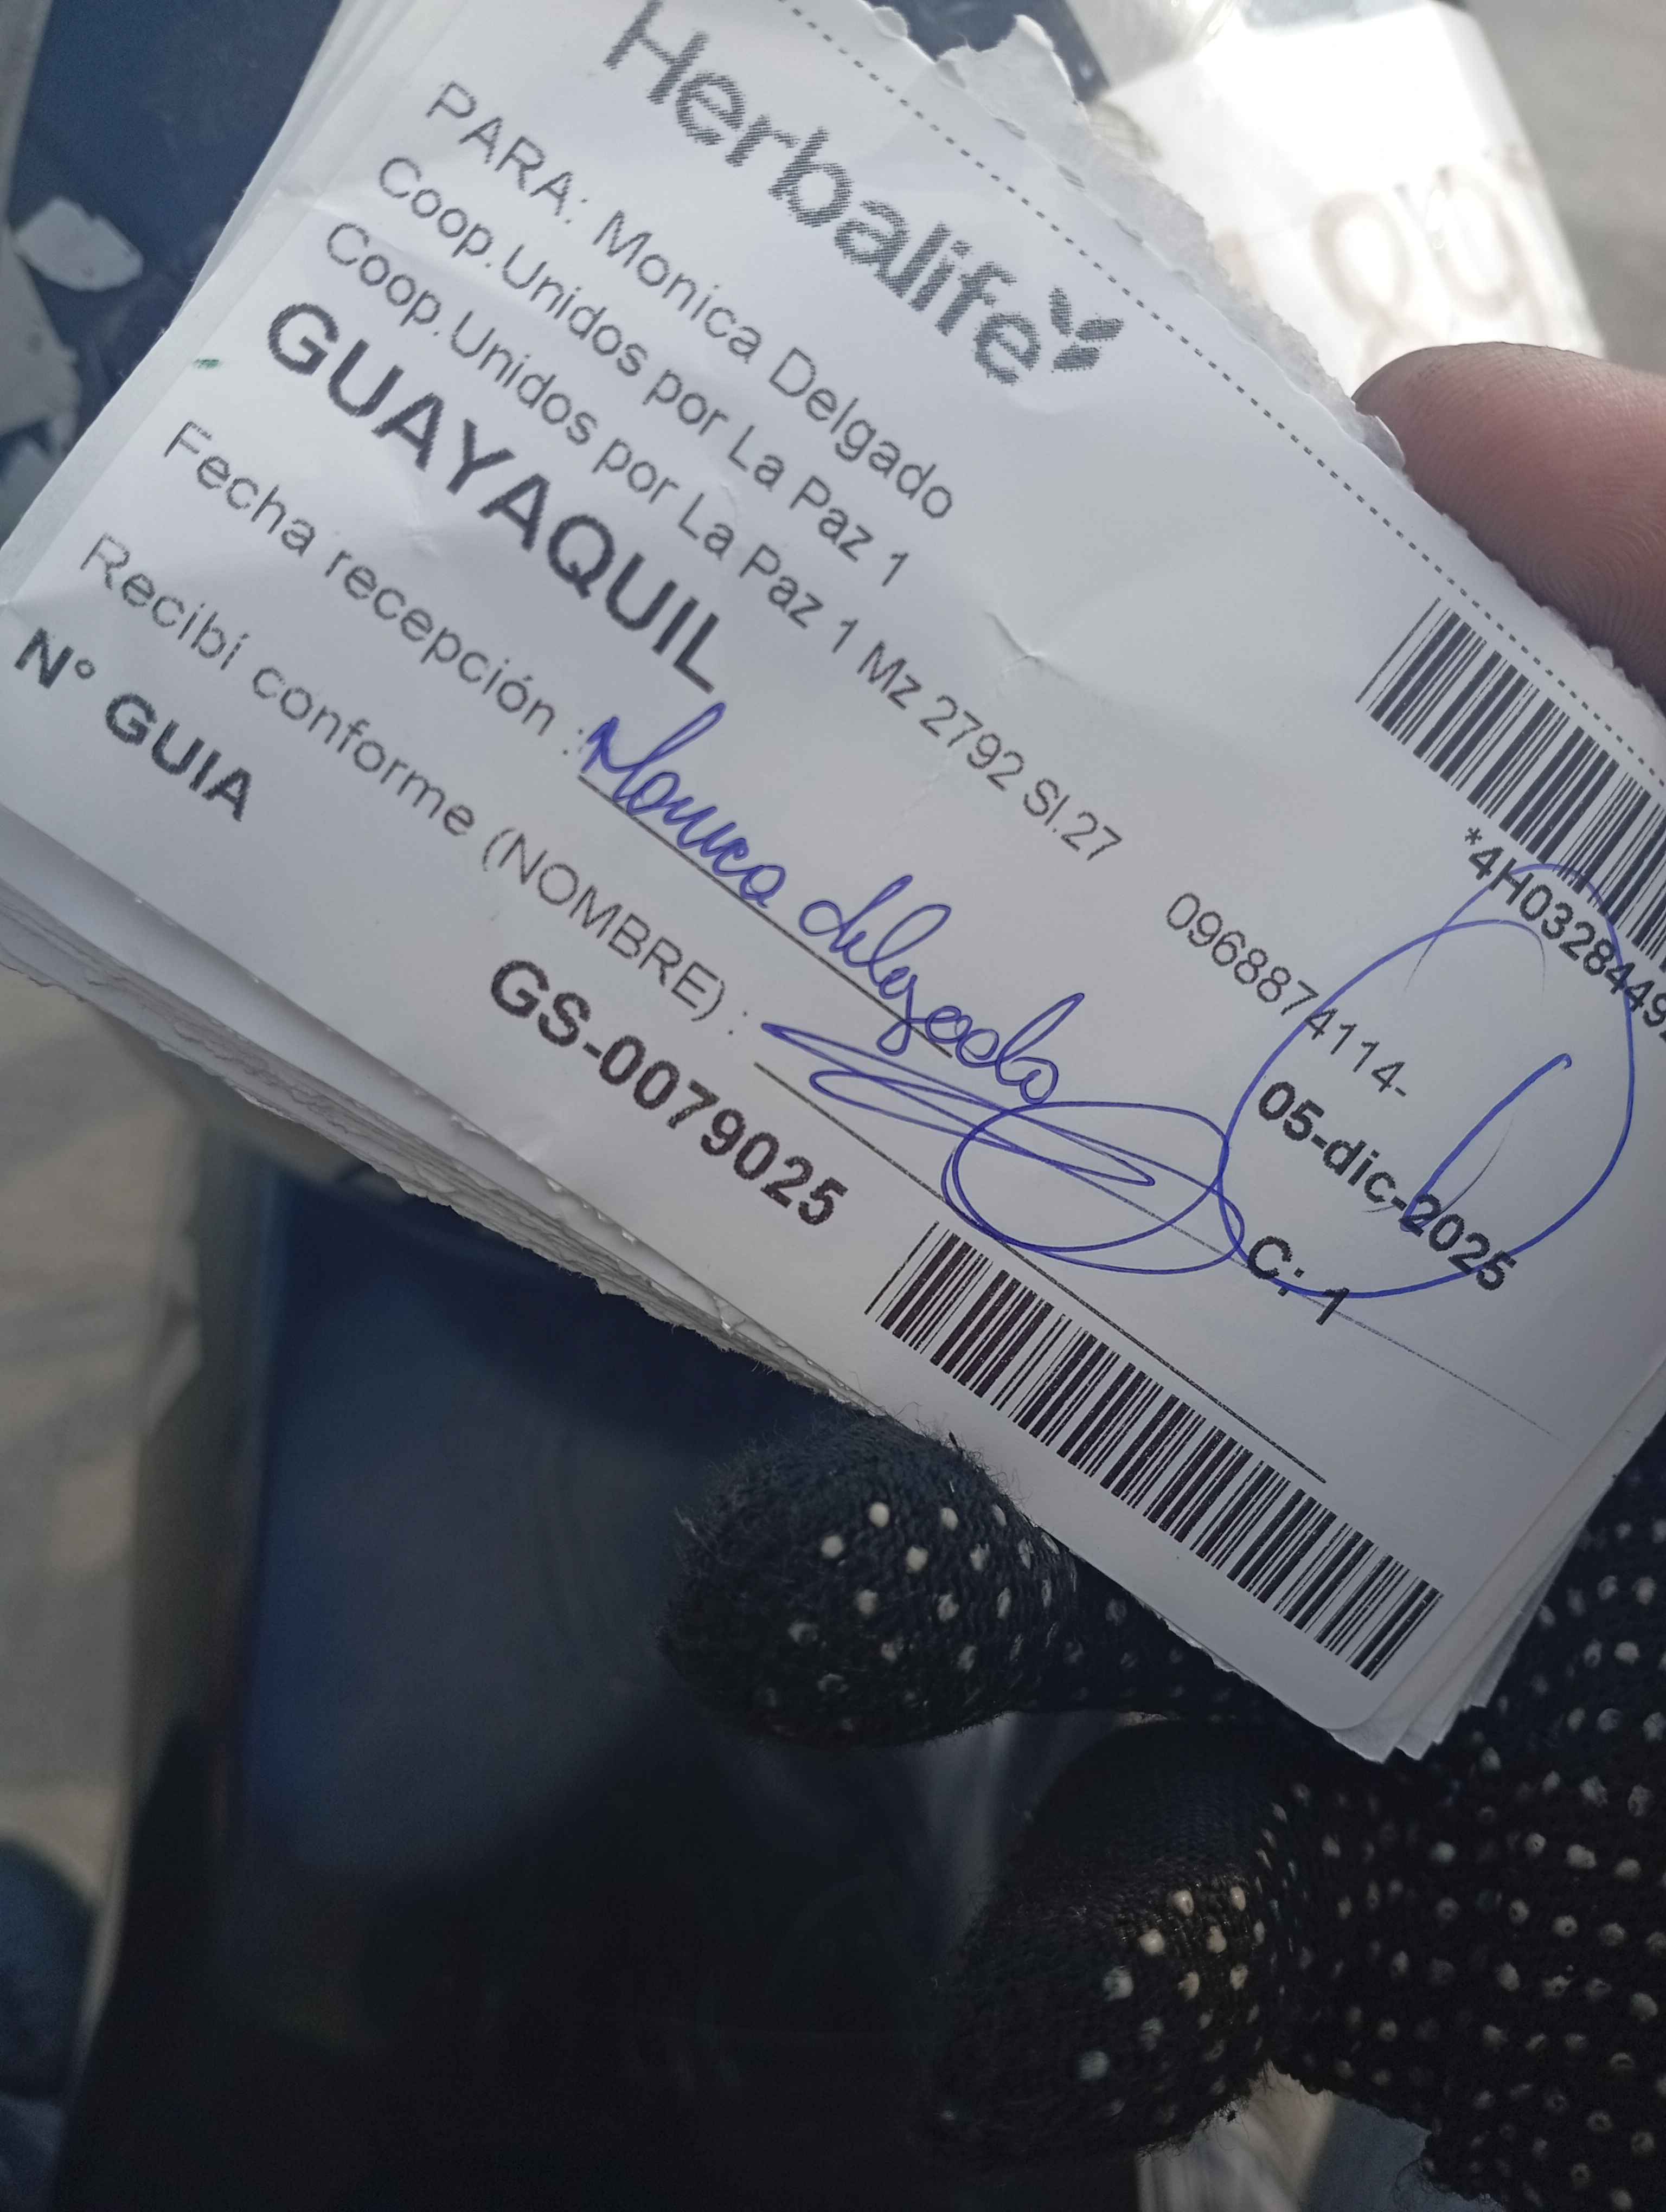 Herbalife
PARA: Monica Delgado
Coop.Unidos por La Paz 1
Coop.Unidos por La Paz 1 Mz 2792 Sl.27
GUAYAQUIL
*4H0328449
0968874114-
05-dic-2025
Fecha recepción : Monica delgado
C: 1
Recibí conforme (NOMBRE) :
N° GUIA GS-0079025